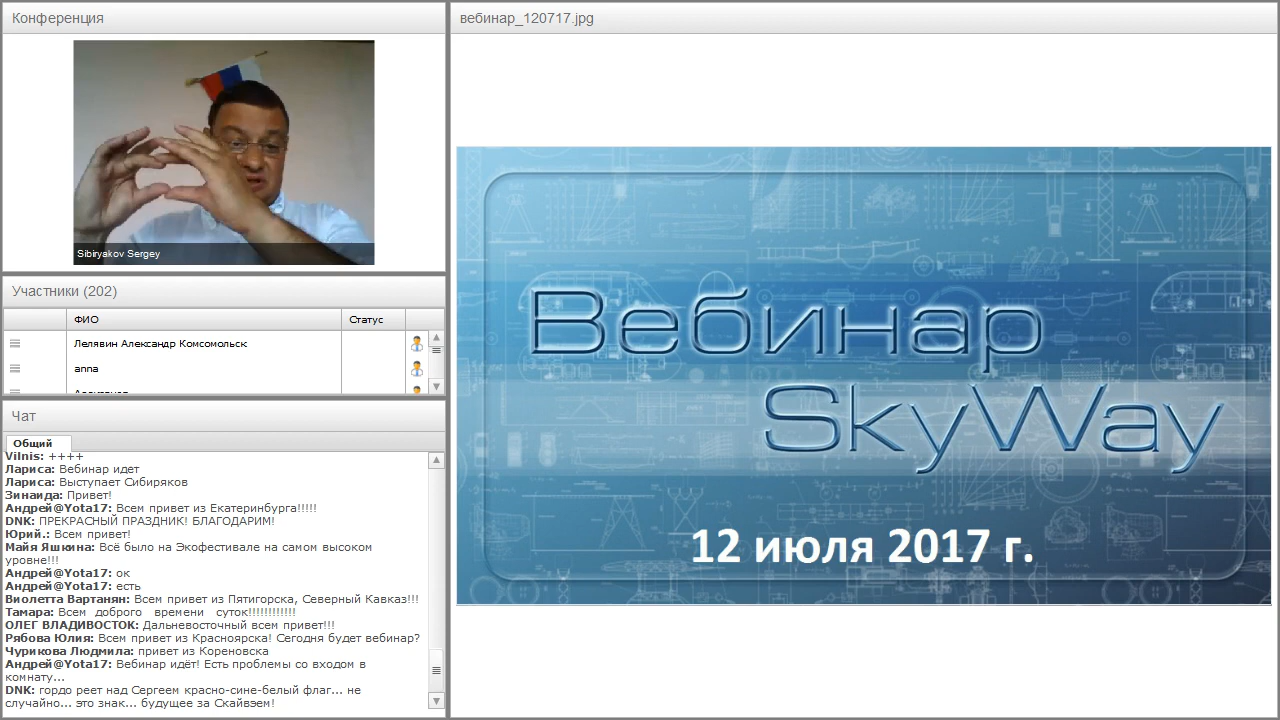 Конференция
Sibiryakov Sergey
Участники (202)
ФИО Статус
Лелявин Александр Комсомольск
anna
Чат
Общий
Vilnis: ++++
Лариса: Вебинар идет
Лариса: Выступает Сибиряков
Зинаида: Привет!
Андрей@Yota17: Всем привет из Екатеринбурга!!!!!
DNK: ПРЕКРАСНЫЙ ПРАЗДНИК! БЛАГОДАРИМ!
Юрий.: Всем привет!
Майя Яшкина: Всё было на Экофестивале на самом высоком
уровне!!!
Андрей@Yota17: ок
Андрей@Yota17: есть
Виолетта Вартанян: Всем привет из Пятигорска, Северный Кавказ!!!
Тамара: Всем доброго времени суток!!!!!!!!!!!!
ОЛЕГ ВЛАДИВОСТОК: Дальневосточный всем привет!!!
Рябова Юлия: Всем привет из Красноярска! Сегодня будет вебинар?
Чурикова Людмила: привет из Кореновска
Андрей@Yota17: Вебинар идёт! Есть проблемы со входом в
комнату...
DNK: гордо реет над Сергеем красно-сине-белый флаг... не
случайно... это знак... будущее за Скайвэем!
вебинар_120717.jpg
Вебинар
SkyWay
12 июля 2017 г.